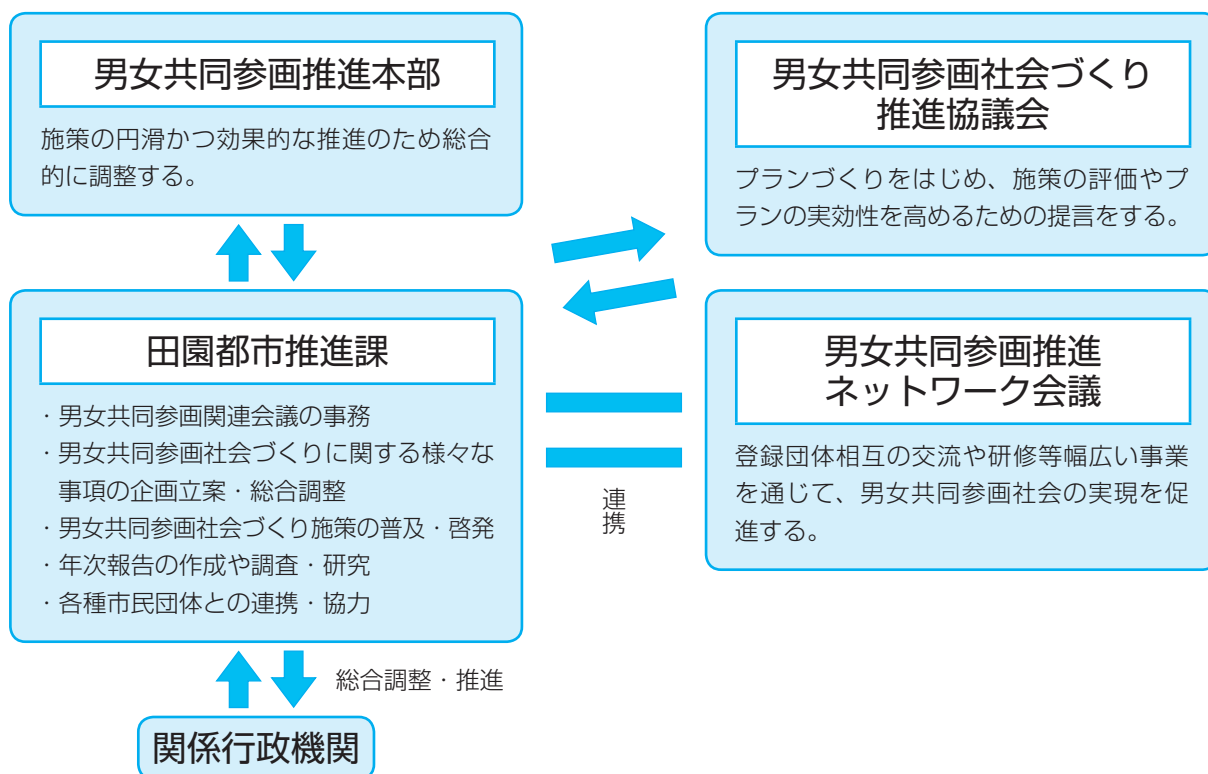 男女共同参画推進本部
施策の円滑かつ効果的な推進のため総合
的に調整する。
男女共同参画社会づくり
推進協議会
プランづくりをはじめ、施策の評価やプ
ランの実効性を高めるための提言をする。
田園都市推進課
・男女共同参画関連会議の事務
・男女共同参画社会づくりに関する様々な
事項の企画立案・総合調整
・男女共同参画社会づくり施策の普及・啓発
・年次報告の作成や調査・研究
・各種市民団体との連携・協力
連携
男女共同参画推進
ネットワーク会議
登録団体相互の交流や研修等幅広い事業
を通じて、男女共同参画社会の実現を促
進する。
総合調整・推進
関係行政機関